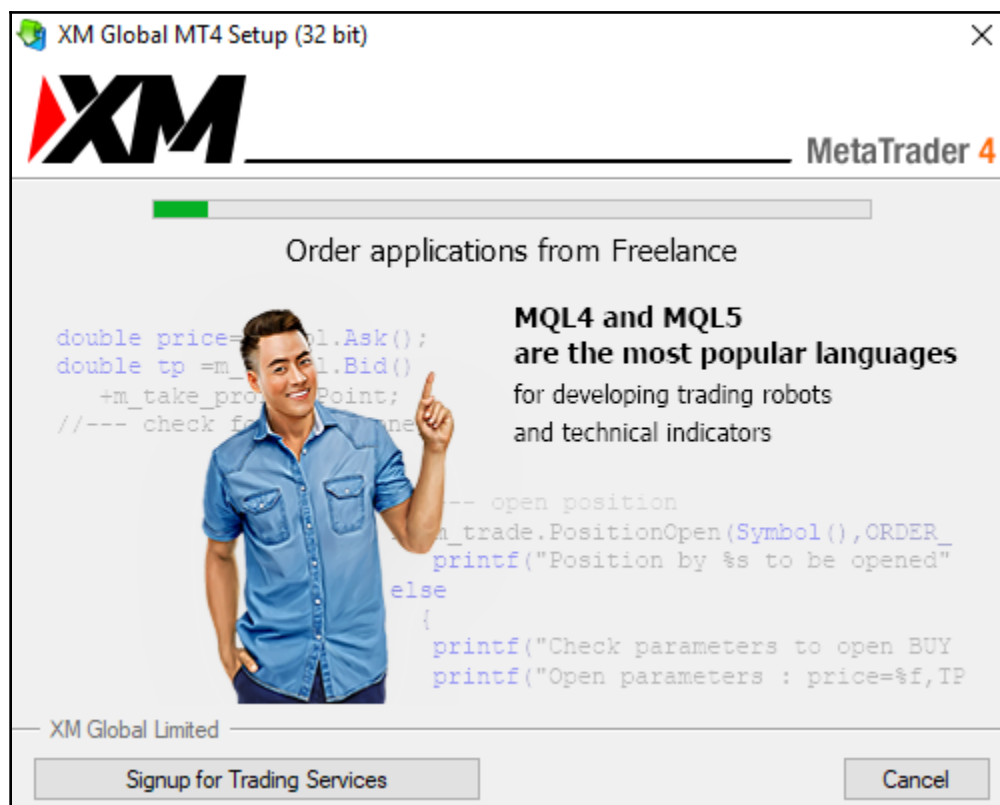 XM Global MT4 Setup (32 bit)
XM
MetaTrader 4
Order applications from Freelance
MQL4 and MQL5
are the most popular languages
for developing trading robots
and technical indicators
double price= l.Ask();
double tp =m_ l.Bid()
+m_take_pro Point;
//--- check
--- open position
_trade.PositionOpen(Symbol(),ORDER_
printf("Position by %s to be opened"
else
{
printf("Check parameters to open BUY
printf("Open parameters : price=%f,TP
XM Global Limited
Signup for Trading Services
Cancel